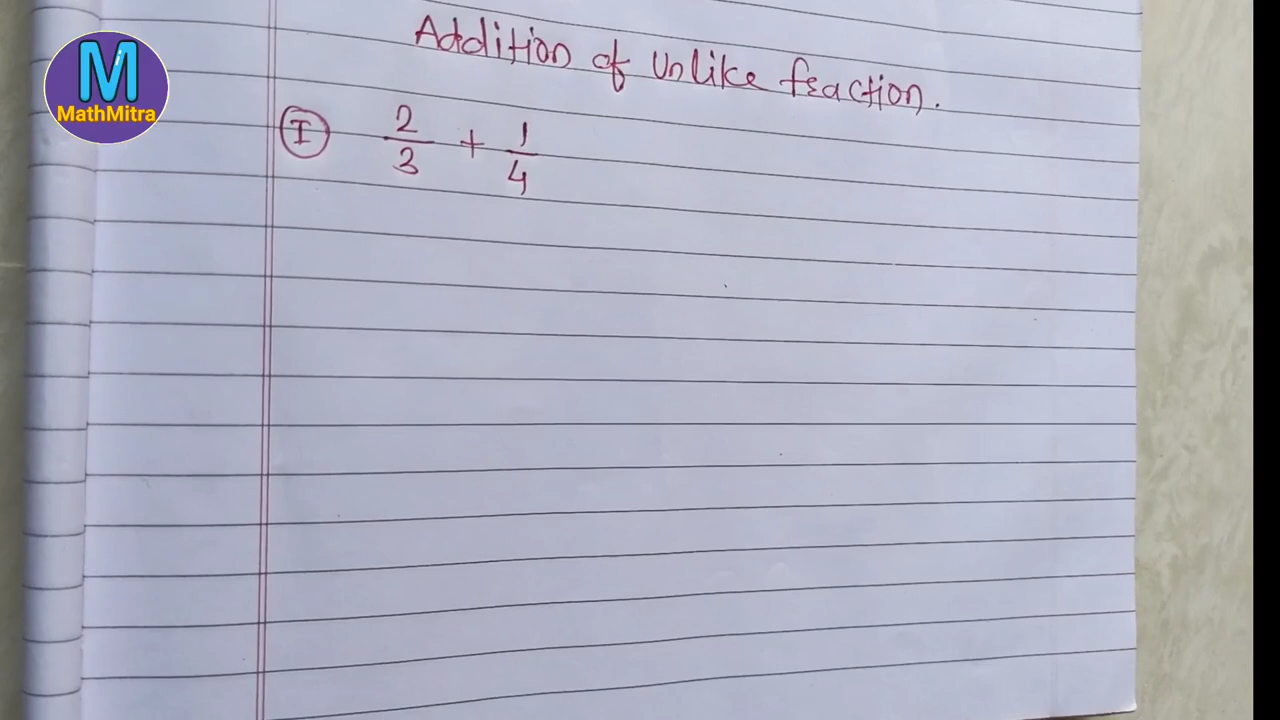 M
MathMitra
Addition of Unlike fraction.
I 2/3 + 1/4